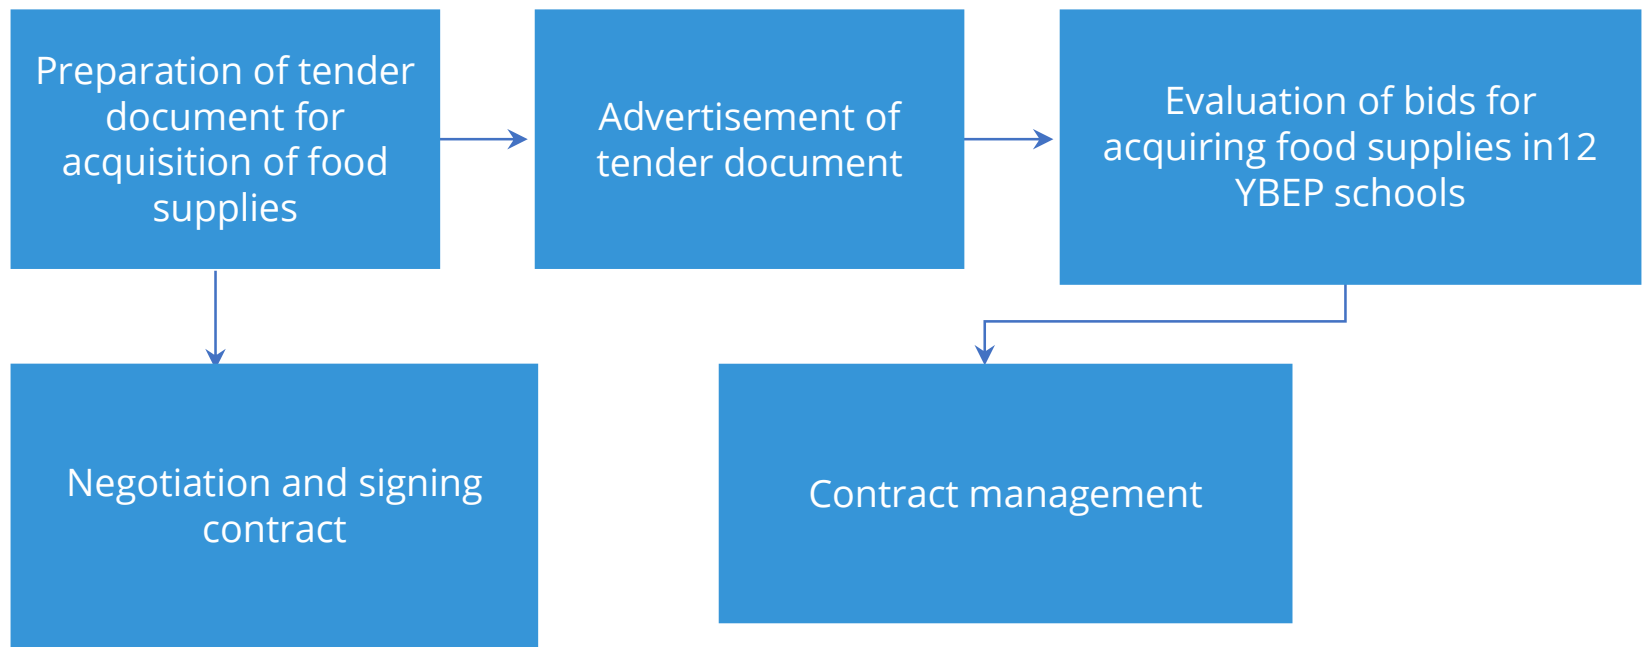 Preparation of tender
document for
acquisition of food
supplies
Advertisement of
tender document
Evaluation of bids for
acquiring food supplies in12
YBEP schools
Negotiation and signing
contract
Contract management